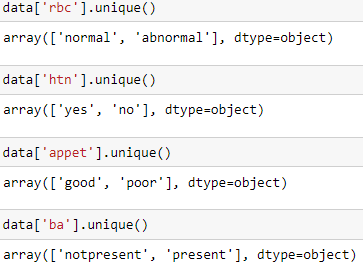 data['rbc'].unique()
array(['normal', 'abnormal'], dtype=object)
data['htn'].unique()
array(['yes', 'no'], dtype=object)
data['appet'].unique()
array(['good', 'poor'], dtype=object)
data['ba'].unique()
array(['notpresent', 'present'], dtype=object)